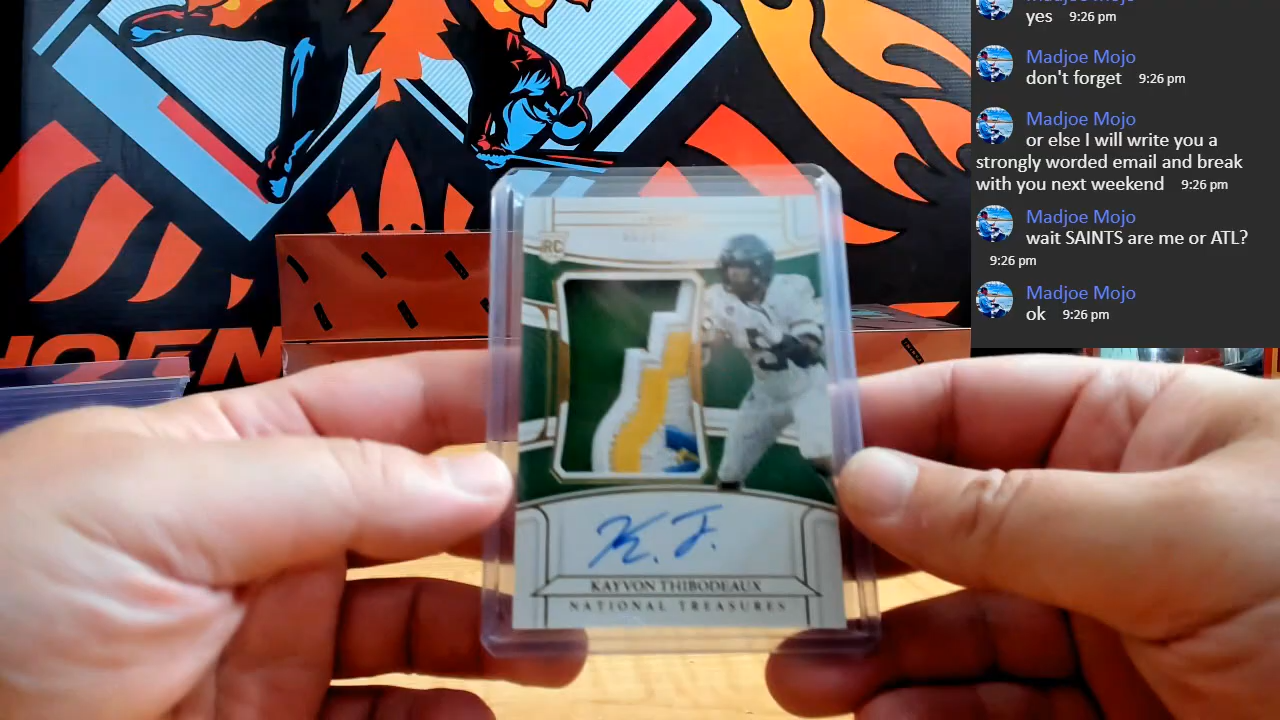 Madjoe Mojo
yes 9:26 pm
Madjoe Mojo
don't forget 9:26 pm
Madjoe Mojo
or else I will write you a
strongly worded email and break
with you next weekend 9:26 pm
Madjoe Mojo
wait SAINTS are me or ATL?
9:26 pm
Madjoe Mojo
ok 9:26 pm
RC
K. T.
KAYVON THIBODEAUX
NATIONAL TREASURES